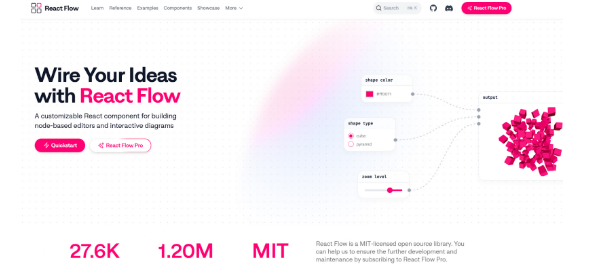 React Flow
Learn Reference Examples Components Showcase More
Search
React Flow Pro
Wire Your Ideas
with React Flow
A customizable React component for building
node-based editors and interactive diagrams
Quickstart
React Flow Pro
shape color
shape type
cube
pyramid
zoom level
output
27.6K
1.20M
MIT
React Flow is a MIT-licensed open source library. You
can help us to ensure the further development and
maintenance by subscribing to React Flow Pro.